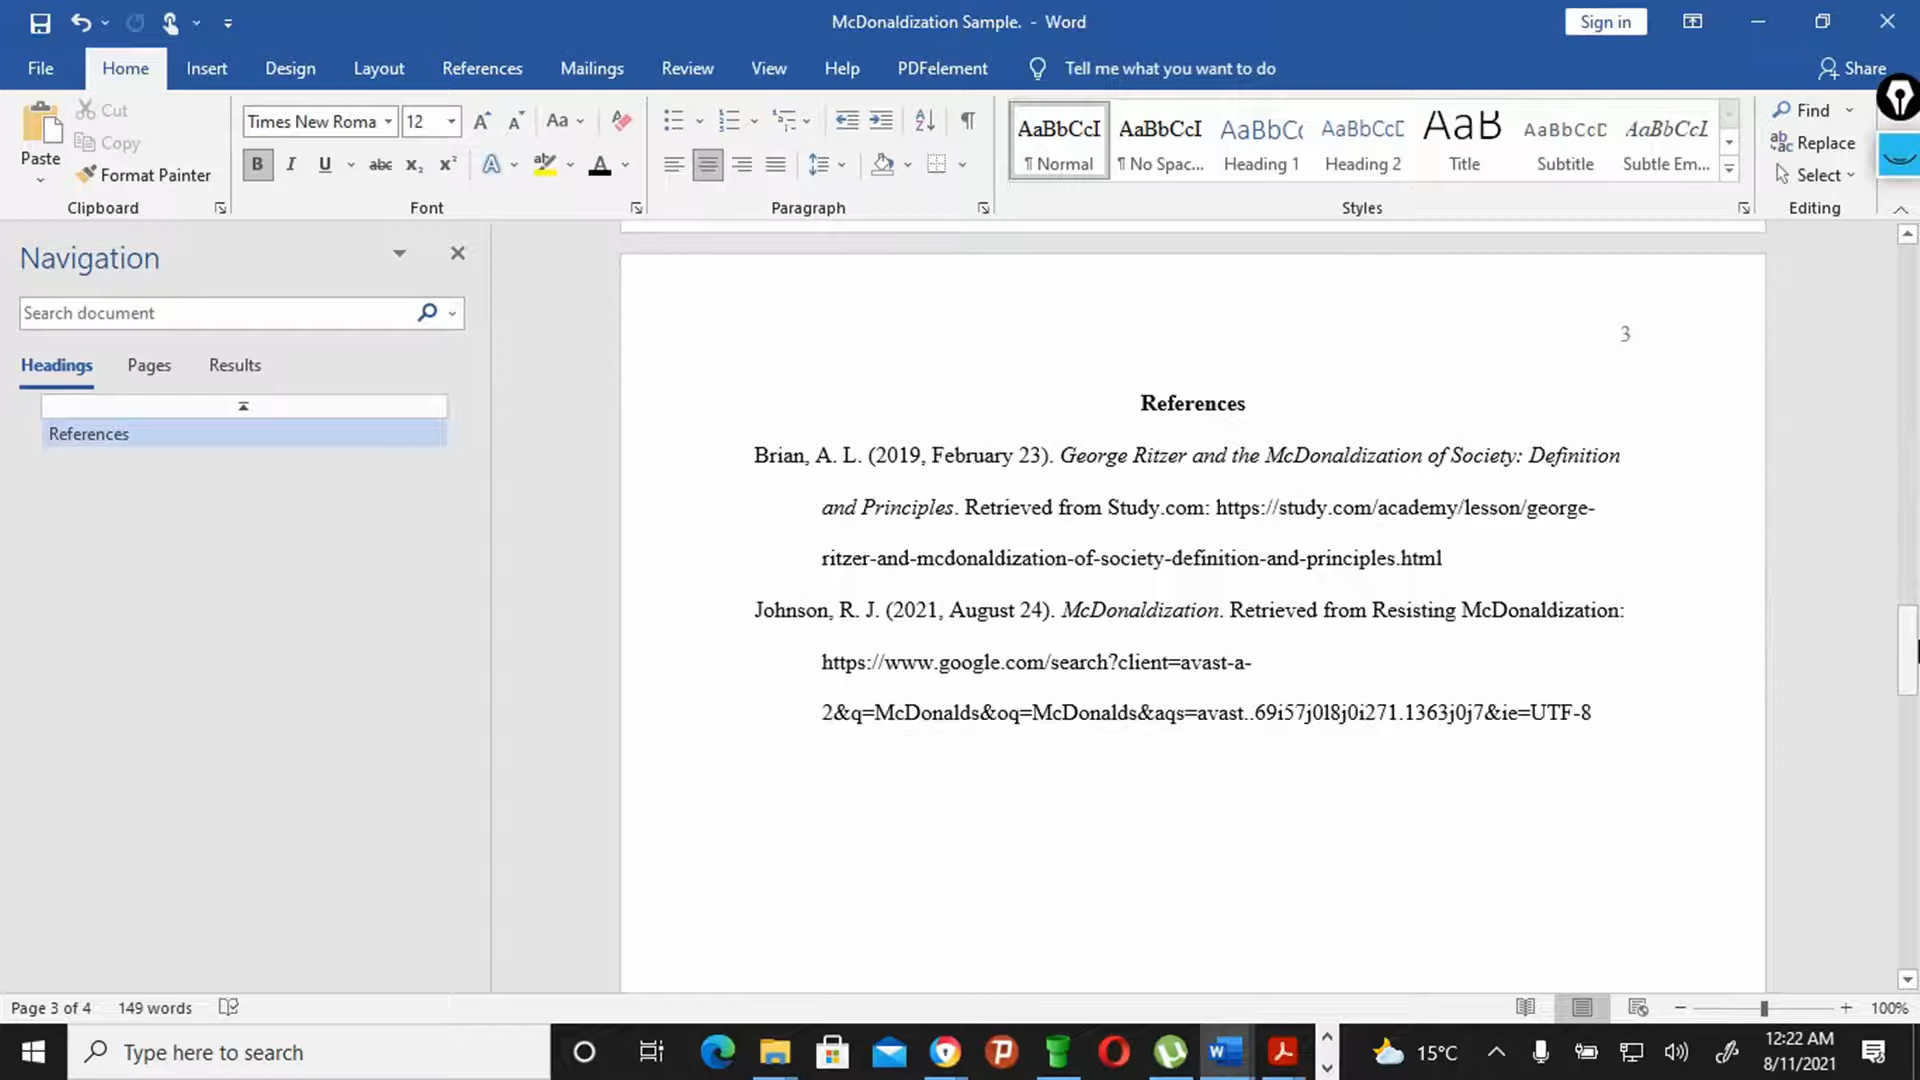 McDonaldization Sample. - Word
Sign in
File Home Insert Design Layout References Mailings Review View Help PDFelement Tell me what you want to do Share
Paste
Cut
Copy
Format Painter
Clipboard
Times New Roma 12
Aa
B I U abc x₂ x² A A
Font
Paragraph
AaBbCcI AaBbCcI AaBbCc AaBbCcD AaB AaBbCcD AaBbCcI
¶ Normal ¶ No Spac... Heading 1 Heading 2 Title Subtitle Subtle Em...
Styles
Find
Replace
Select
Editing
Navigation
Search document
Headings Pages Results
References
3
References
Brian, A. L. (2019, February 23). George Ritzer and the McDonaldization of Society: Definition
and Principles. Retrieved from Study.com: https://study.com/academy/lesson/george-
ritzer-and-mcdonaldization-of-society-definition-and-principles.html
Johnson, R. J. (2021, August 24). McDonaldization. Retrieved from Resisting McDonaldization:
https://www.google.com/search?client=avast-a-
2&q=McDonalds&oq=McDonalds&aqs=avast..69i57j0l8j0i271.1363j0j7&ie=UTF-8
Page 3 of 4 149 words
100%
Type here to search
15°C
12:22 AM
8/11/2021